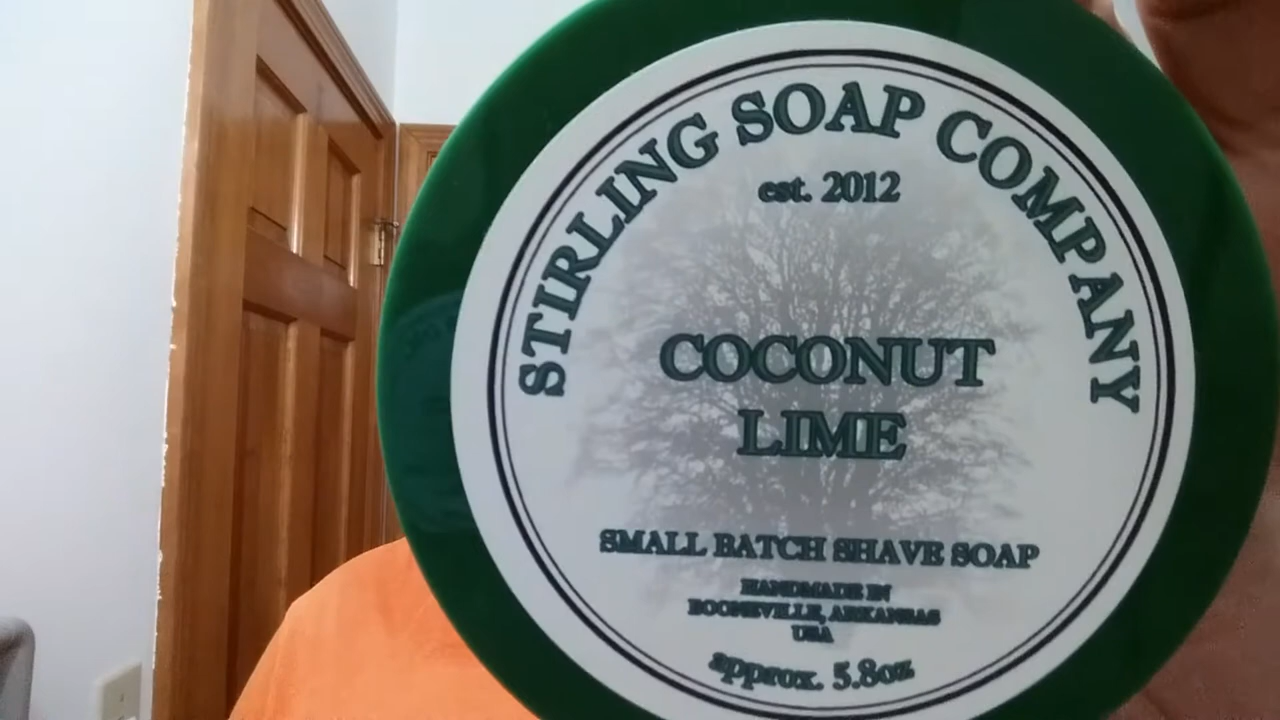 STIRLING SOAP COMPANY
est. 2012
COCONUT
LIME
SMALL BATCH SHAVE SOAP
HANDMADE IN
BOONEVILLE, ARKANSAS
USA
approx. 5.8oz